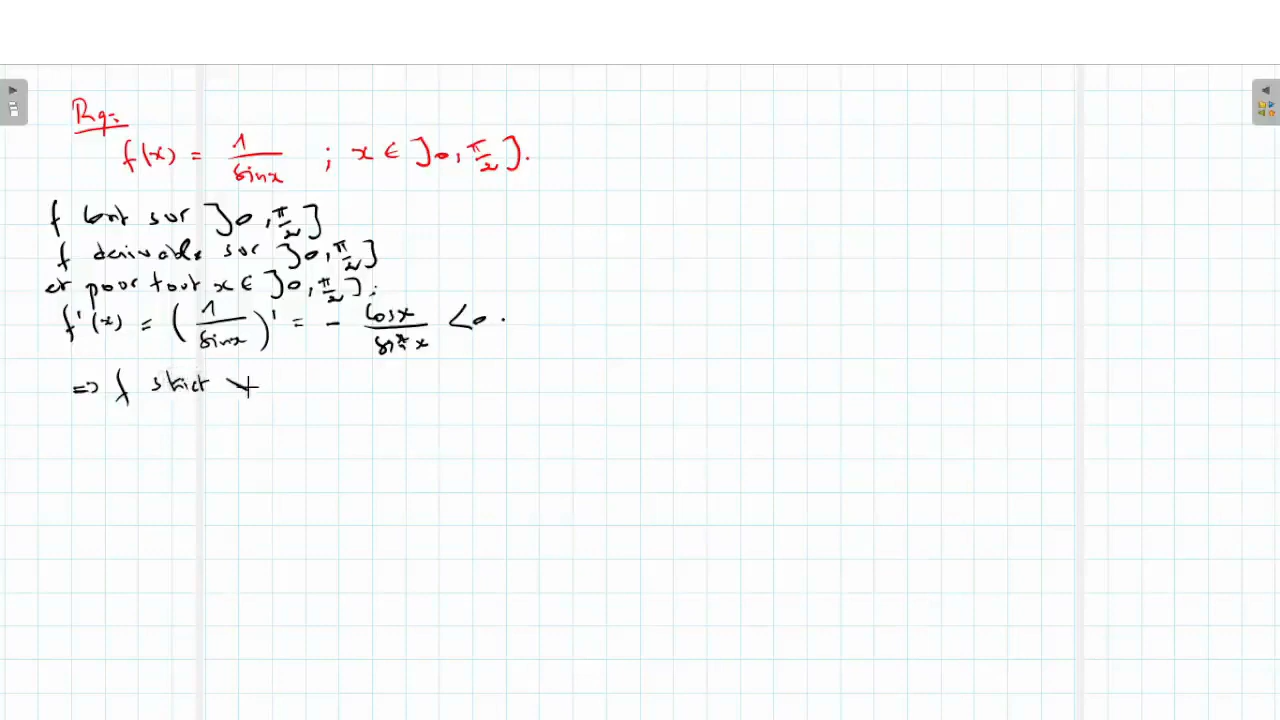 Rq:
f(x) = 1/sinx ; x ∈ ]0, π/2].
f cont sur ]0, π/2]
f derivable sur ]0, π/2]
et pour tout x ∈ ]0, π/2];
f'(x) = (1/sinx)' = - cosx/sin²x < 0.
=> f strict ↘